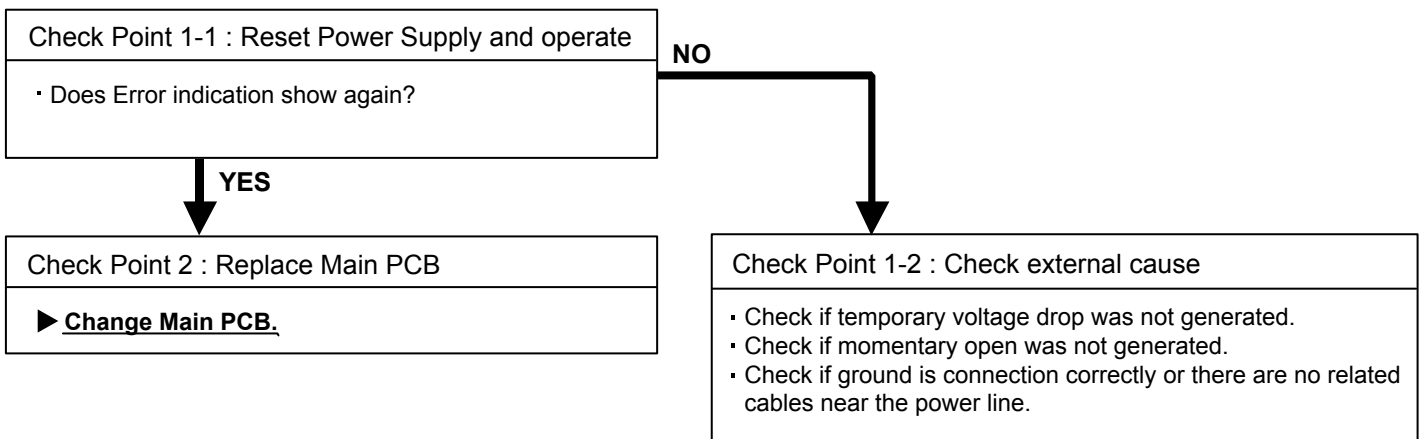 Check Point 1-1 : Reset Power Supply and operate
NO
・Does Error indication show again?
YES
Check Point 2 : Replace Main PCB
▶Change Main PCB.
Check Point 1-2 : Check external cause
・Check if temporary voltage drop was not generated.
・Check if momentary open was not generated.
・Check if ground is connection correctly or there are no related
cables near the power line.